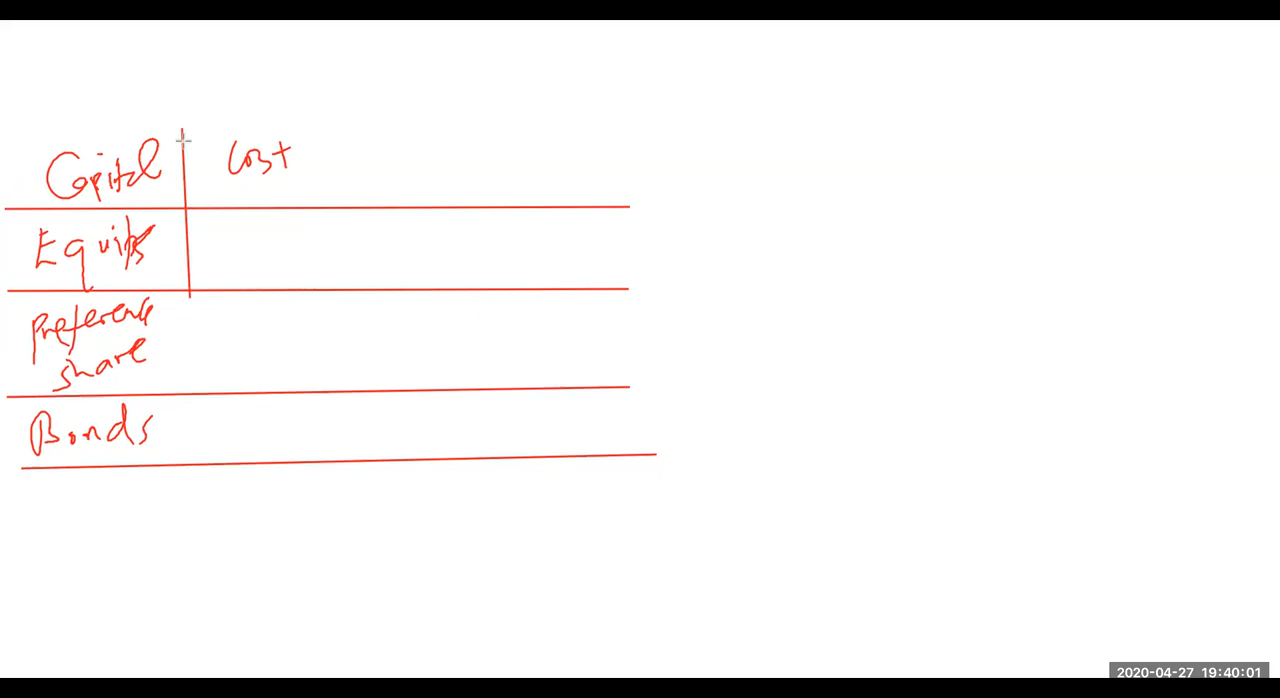 Capital Cost
Equity
Preference
share
Bonds
2020-04-27 19:40:01